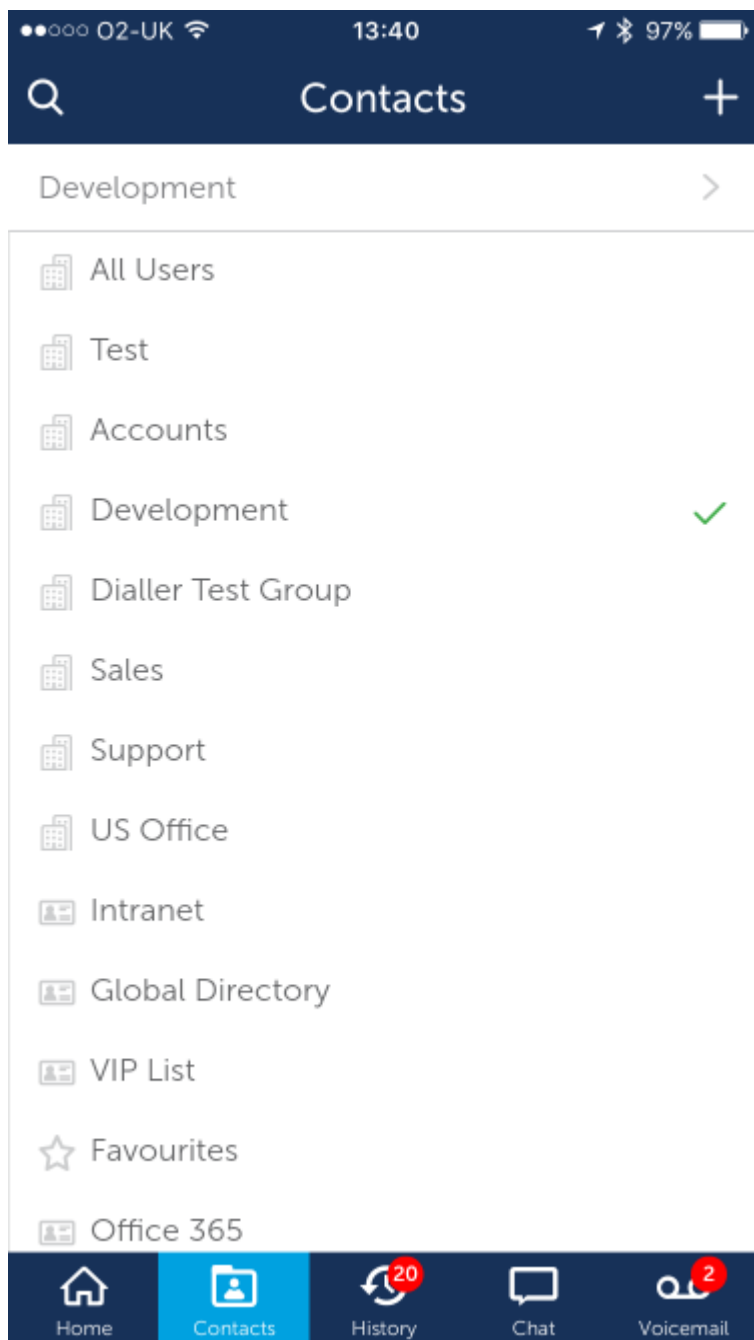 O2-UK 13:40 97%
Contacts
Development
All Users
Test
Accounts
Development
Dialler Test Group
Sales
Support
US Office
Intranet
Global Directory
VIP List
Favourites
Office 365
20 2
Home Contacts History Chat Voicemail